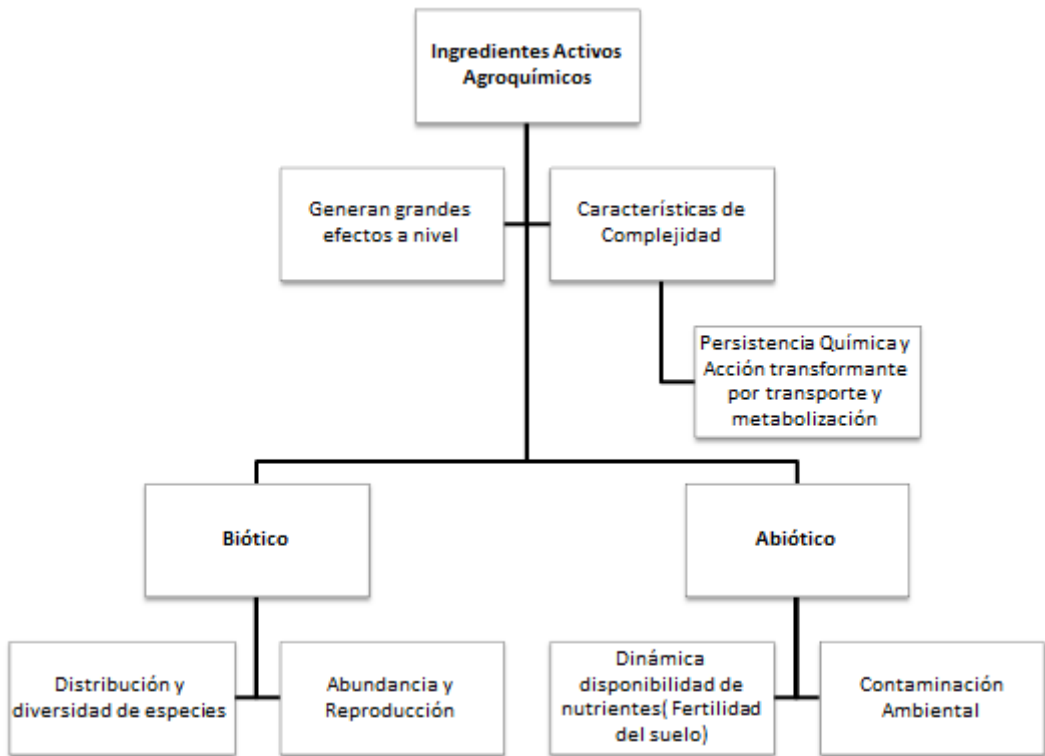 Ingredientes Activos
Agroquímicos
Generan grandes
efectos a nivel
Características de
Complejidad
Persistencia Química y
Acción transformante
por transporte y
metabolización
Biótico
Abiótico
Distribución y
diversidad de especies
Abundancia y
Reproducción
Dinámica
disponibilidad de
nutrientes( Fertilidad
del suelo)
Contaminación
Ambiental